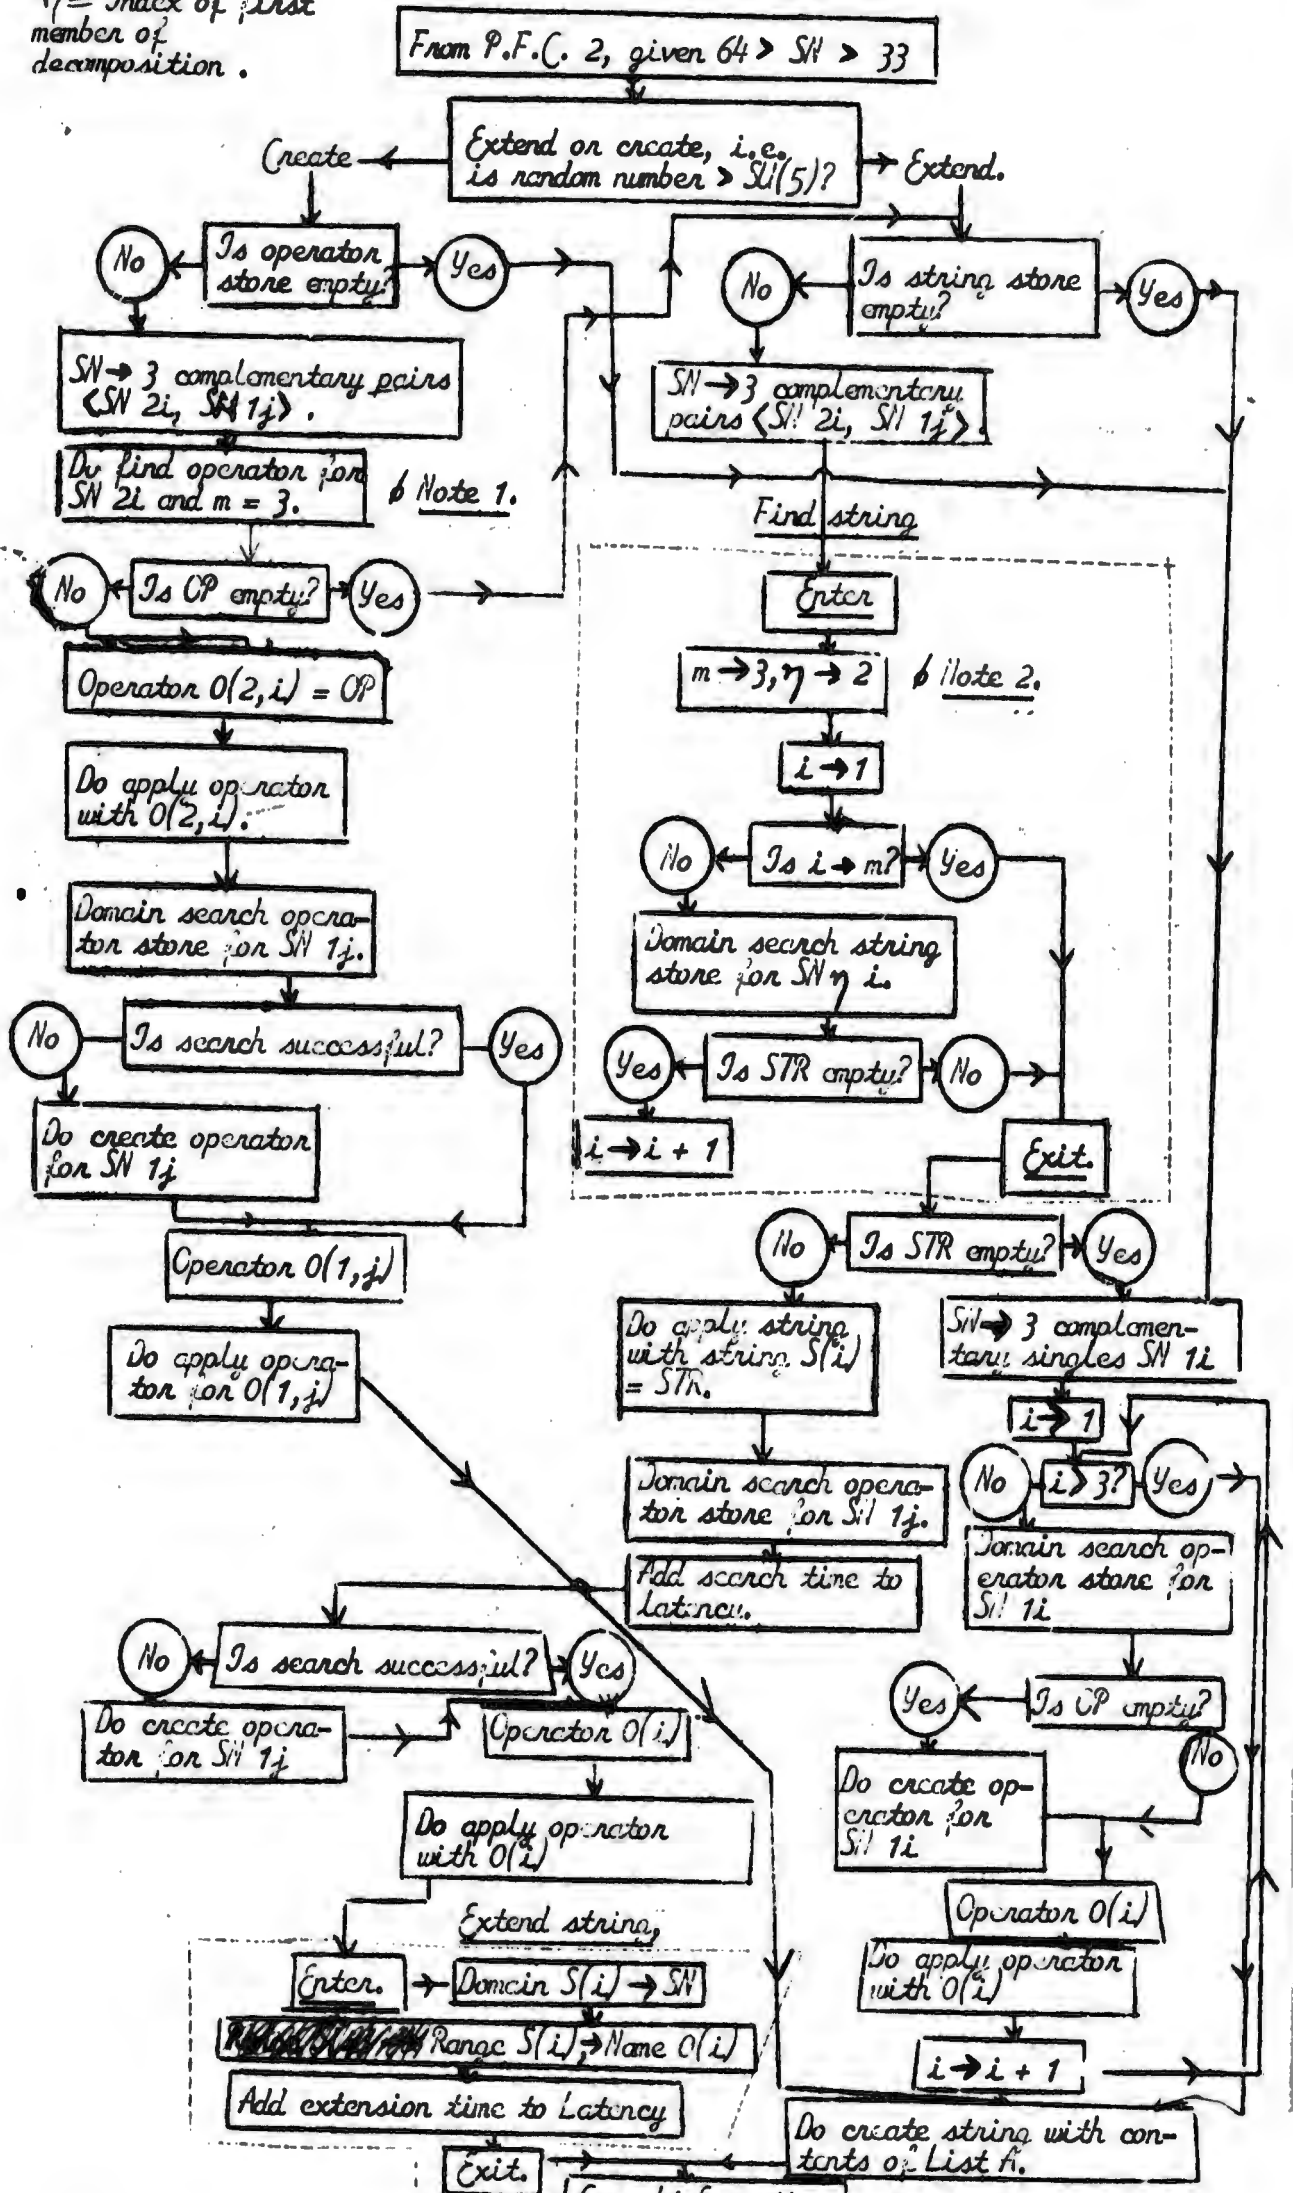 η = Index of first
member of
decomposition .
From P.F.C. 2, given 64 > SN > 33
Extend or create, i.e.
is random number > SU(5)?
Create
Extend.
Is operator
store empty?
No
Yes
Is string store
empty?
No
Yes
SN → 3 complementary pairs
<SN 2i, SN 1j> .
SN → 3 complementary
pairs <SN 2i, SN 1j> .
Do find operator for
SN 2i and m = 3.
ϕ Note 1.
Find string
Is OP empty?
No
Yes
Enter
Operator O(2,i) = OP
m → 3, η → 2
ϕ Note 2.
i → 1
Do apply operator
with O(2,i).
Is i → m?
No
Yes
Domain search opera-
tor store for SN 1j.
Domain search string
store for SN η i.
Is search successful?
No
Yes
Is STR empty?
Yes
No
Do create operator
for SN 1j
i → i + 1
Exit.
Operator O(1,j)
Is STR empty?
No
Yes
Do apply opera-
tor for O(1,j)
Do apply string
with string S(i)
= STR.
SN → 3 complemen-
tary singles SN 1i
i → 1
i > 3?
No
Yes
Domain search opera-
tor store for SN 1j.
Domain search op-
erator store for
SN 1i
Add search time to
latency.
Is search successful?
No
Yes
Is OP empty?
Yes
No
Do create opera-
tor for SN 1j
Operator O(i)
Do create op-
erator for
SN 1i
Do apply operator
with O(i)
Operator O(i)
Extend string,
Do apply operator
with O(i)
Enter.
Domain S(i) → SN
Range S(i), → Name O(i)
i → i + 1
Add extension time to Latency
Do create string with con-
tents of List A.
Exit.